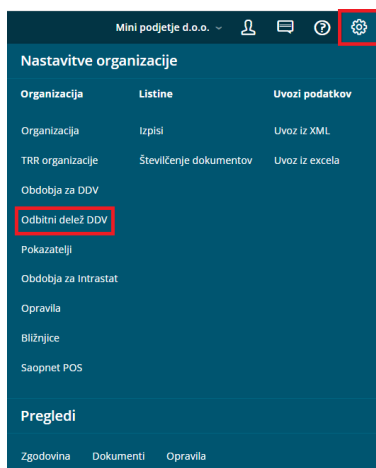 Mini podjetje d.o.o.
Nastavitve organizacije
Organizacija Listine Uvozi podatkov
Organizacija Izpisi Uvoz iz XML
TRR organizacije Številčenje dokumentov Uvoz iz excela
Obdobja za DDV
Odbitni delež DDV
Pokazatelji
Obdobja za Intrastat
Opravila
Bližnjice
Saopnet POS
Pregledi
Zgodovina Dokumenti Opravila